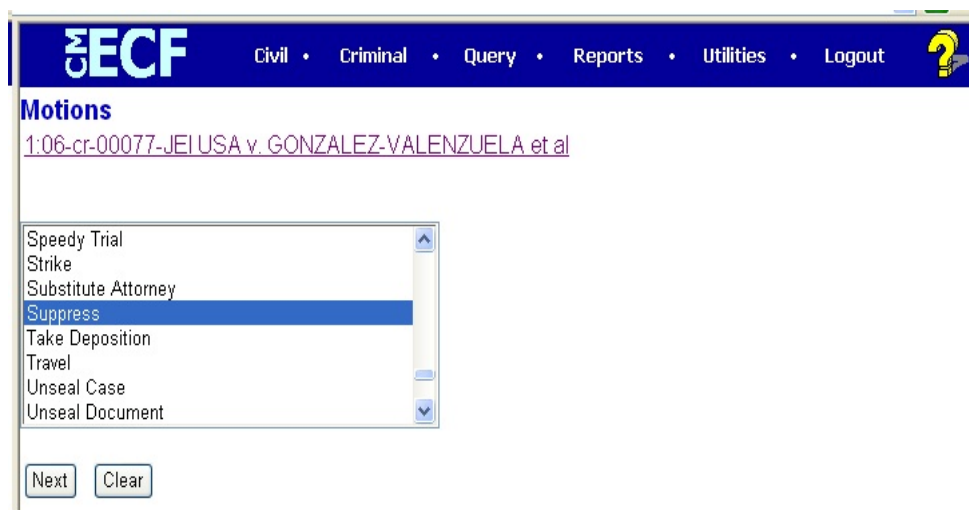 CM ECF Civil • Criminal • Query • Reports • Utilities • Logout ?
Motions
1:06-cr-00077-JEI USA v. GONZALEZ-VALENZUELA et al
Speedy Trial
Strike
Substitute Attorney
Suppress
Take Deposition
Travel
Unseal Case
Unseal Document
Next Clear